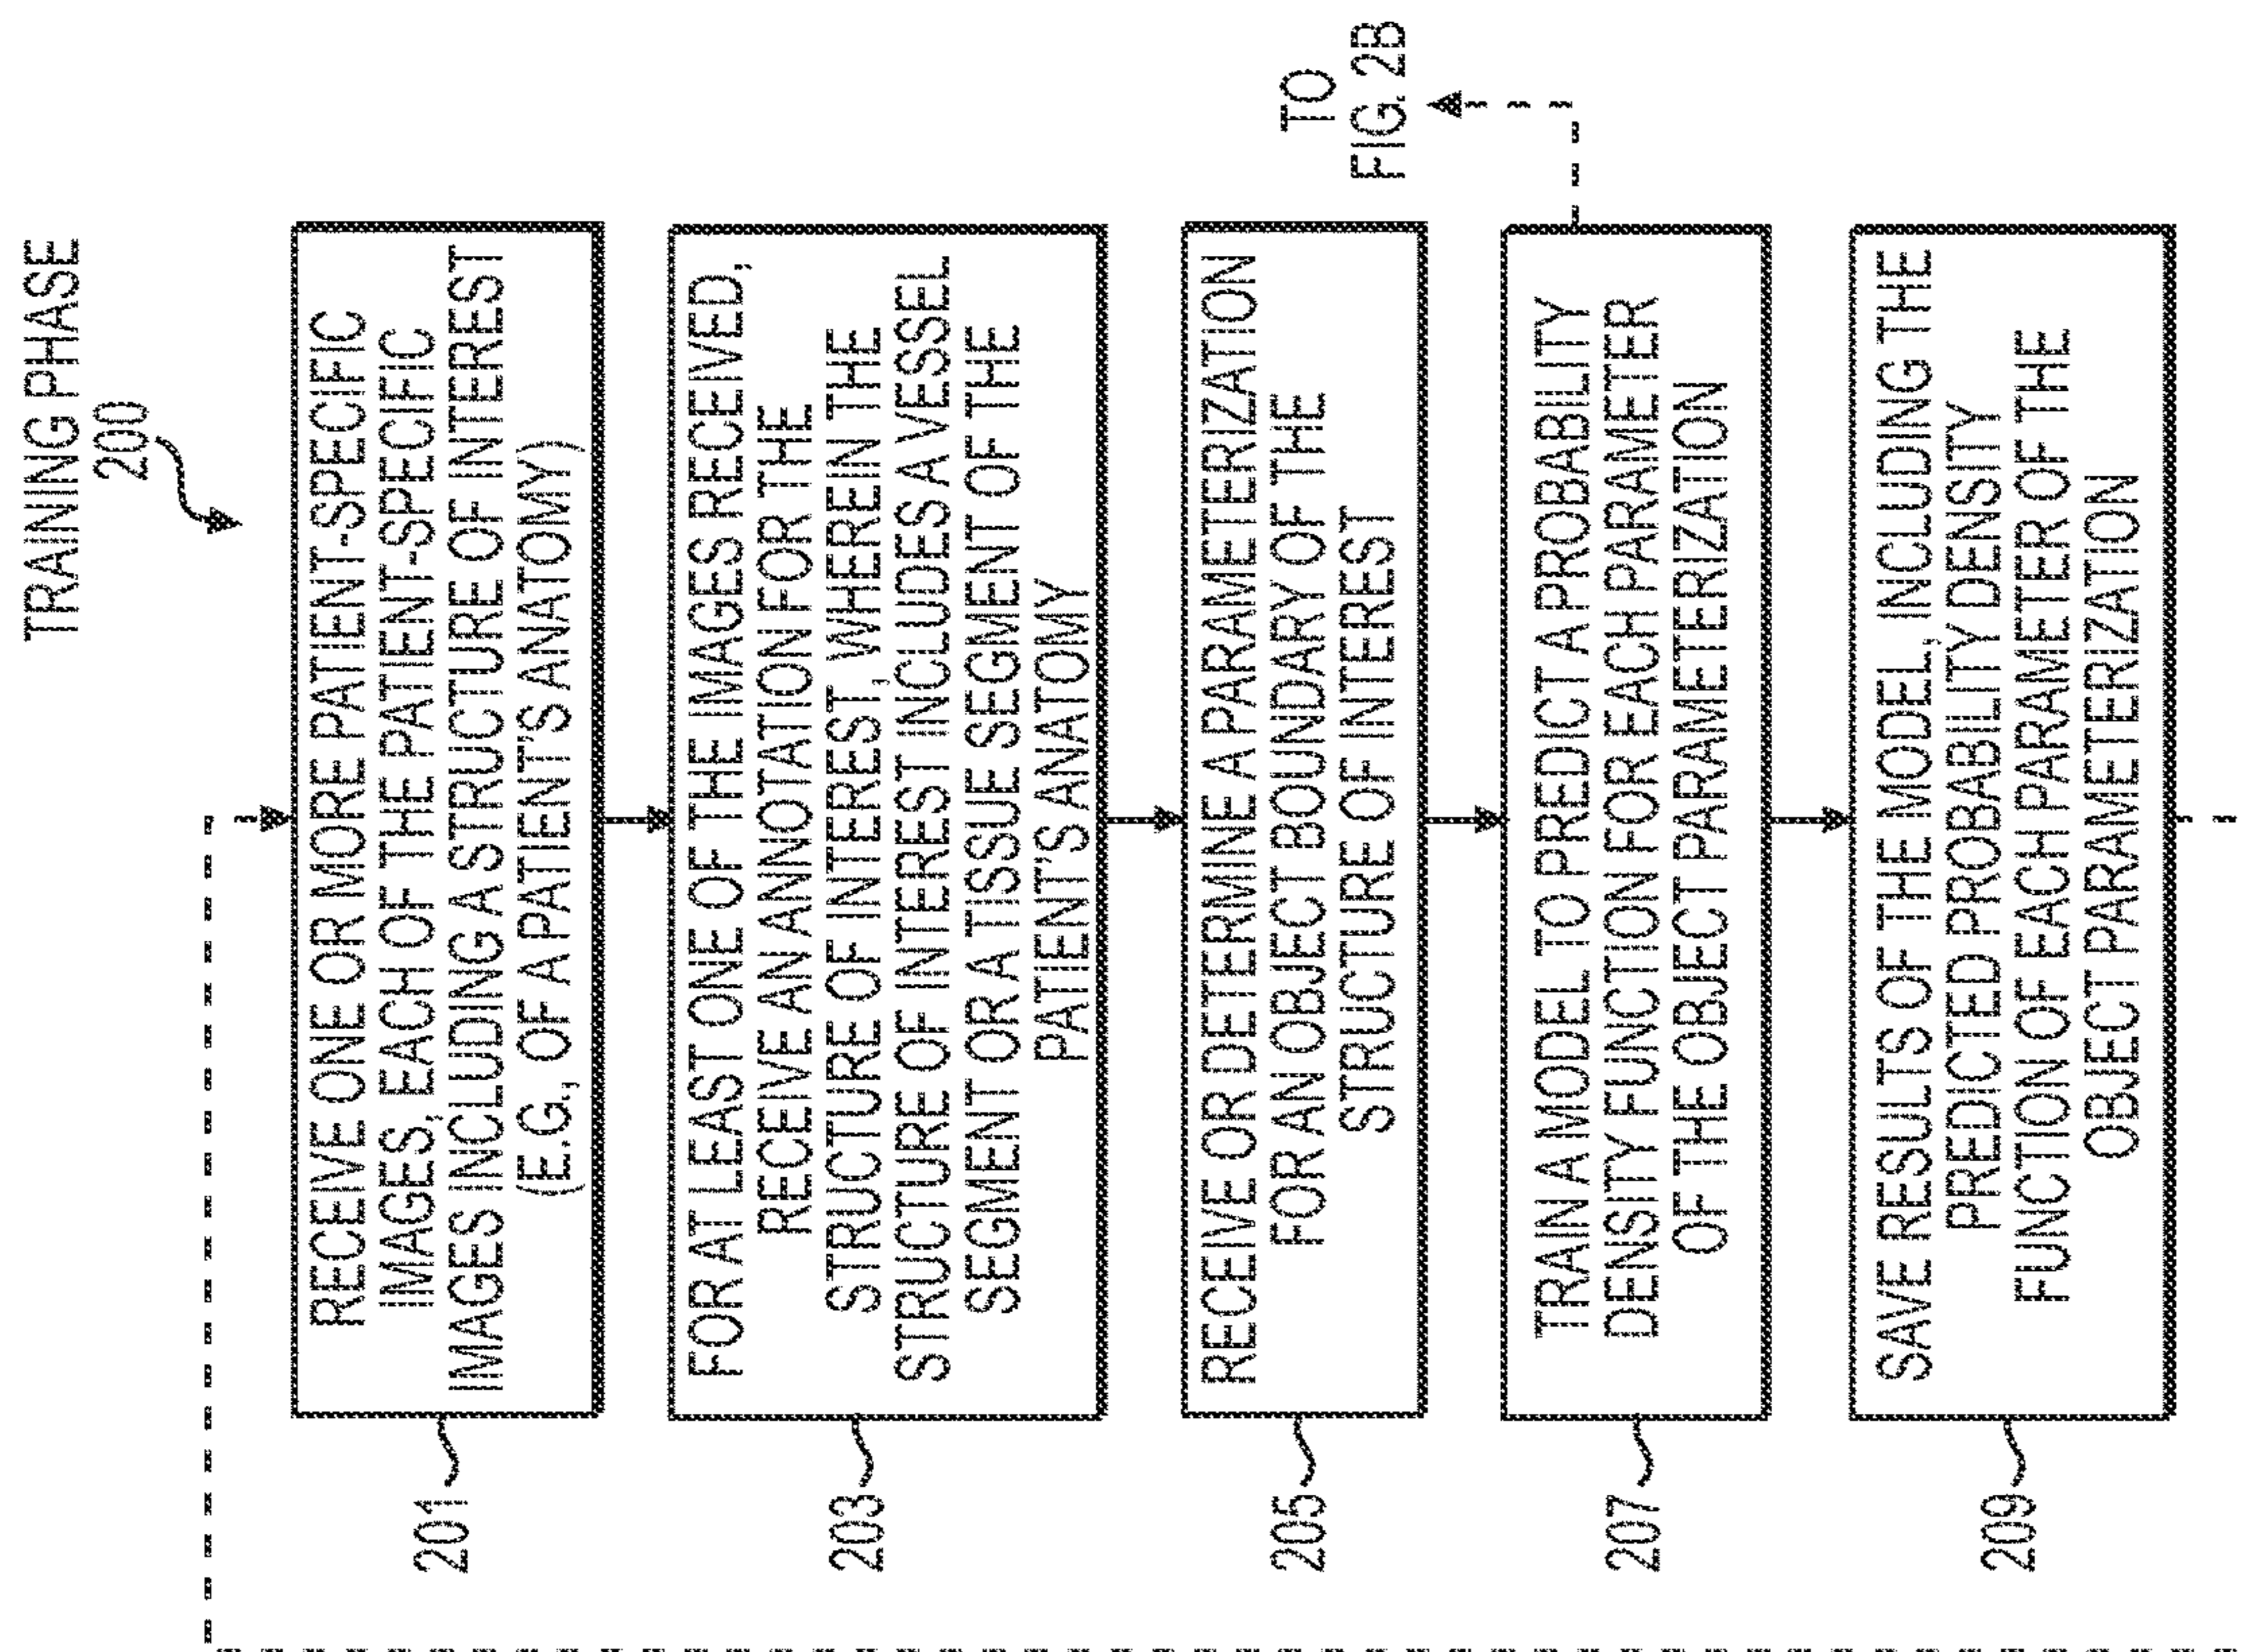 TRAINING PHASE
200
RECEIVE ONE OR MORE PATIENT-SPECIFIC
IMAGES, EACH OF THE PATIENT-SPECIFIC
IMAGES INCLUDING A STRUCTURE OF INTEREST
(E.G., OF A PATIENT'S ANATOMY)
201
FOR AT LEAST ONE OF THE IMAGES RECEIVED,
RECEIVE AN ANNOTATION FOR THE
STRUCTURE OF INTEREST, WHEREIN THE
STRUCTURE OF INTEREST INCLUDES A VESSEL
SEGMENT OR A TISSUE SEGMENT OF THE
PATIENT'S ANATOMY
203
RECEIVE OR DETERMINE A PARAMETERIZATION
FOR AN OBJECT BOUNDARY OF THE
STRUCTURE OF INTEREST
205
TO
FIG. 2B
TRAIN A MODEL TO PREDICT A PROBABILITY
DENSITY FUNCTION FOR EACH PARAMETER
OF THE OBJECT PARAMETERIZATION
207
SAVE RESULTS OF THE MODEL, INCLUDING THE
PREDICTED PROBABILITY DENSITY
FUNCTION OF EACH PARAMETER OF THE
OBJECT PARAMETERIZATION
209